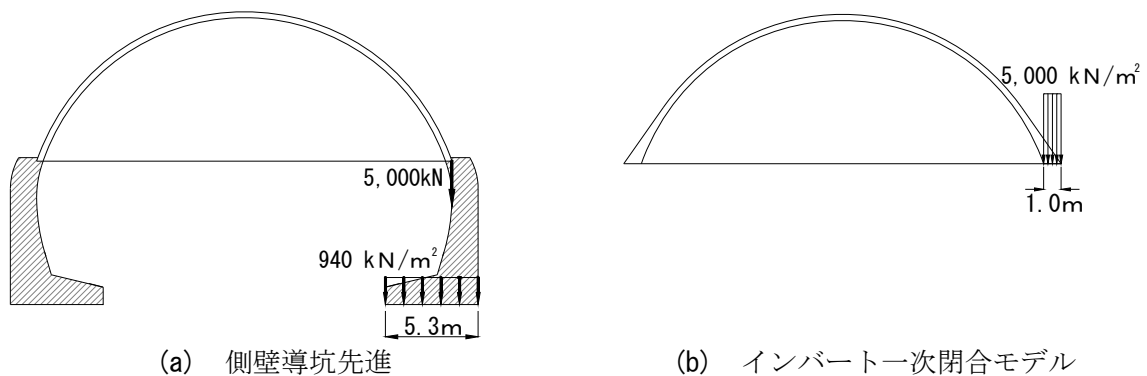 5,000kN
940 kN/m²
5.3m
(a) 側壁導坑先進
5,000 kN/m²
1.0m
(b) インバート一次閉合モデル